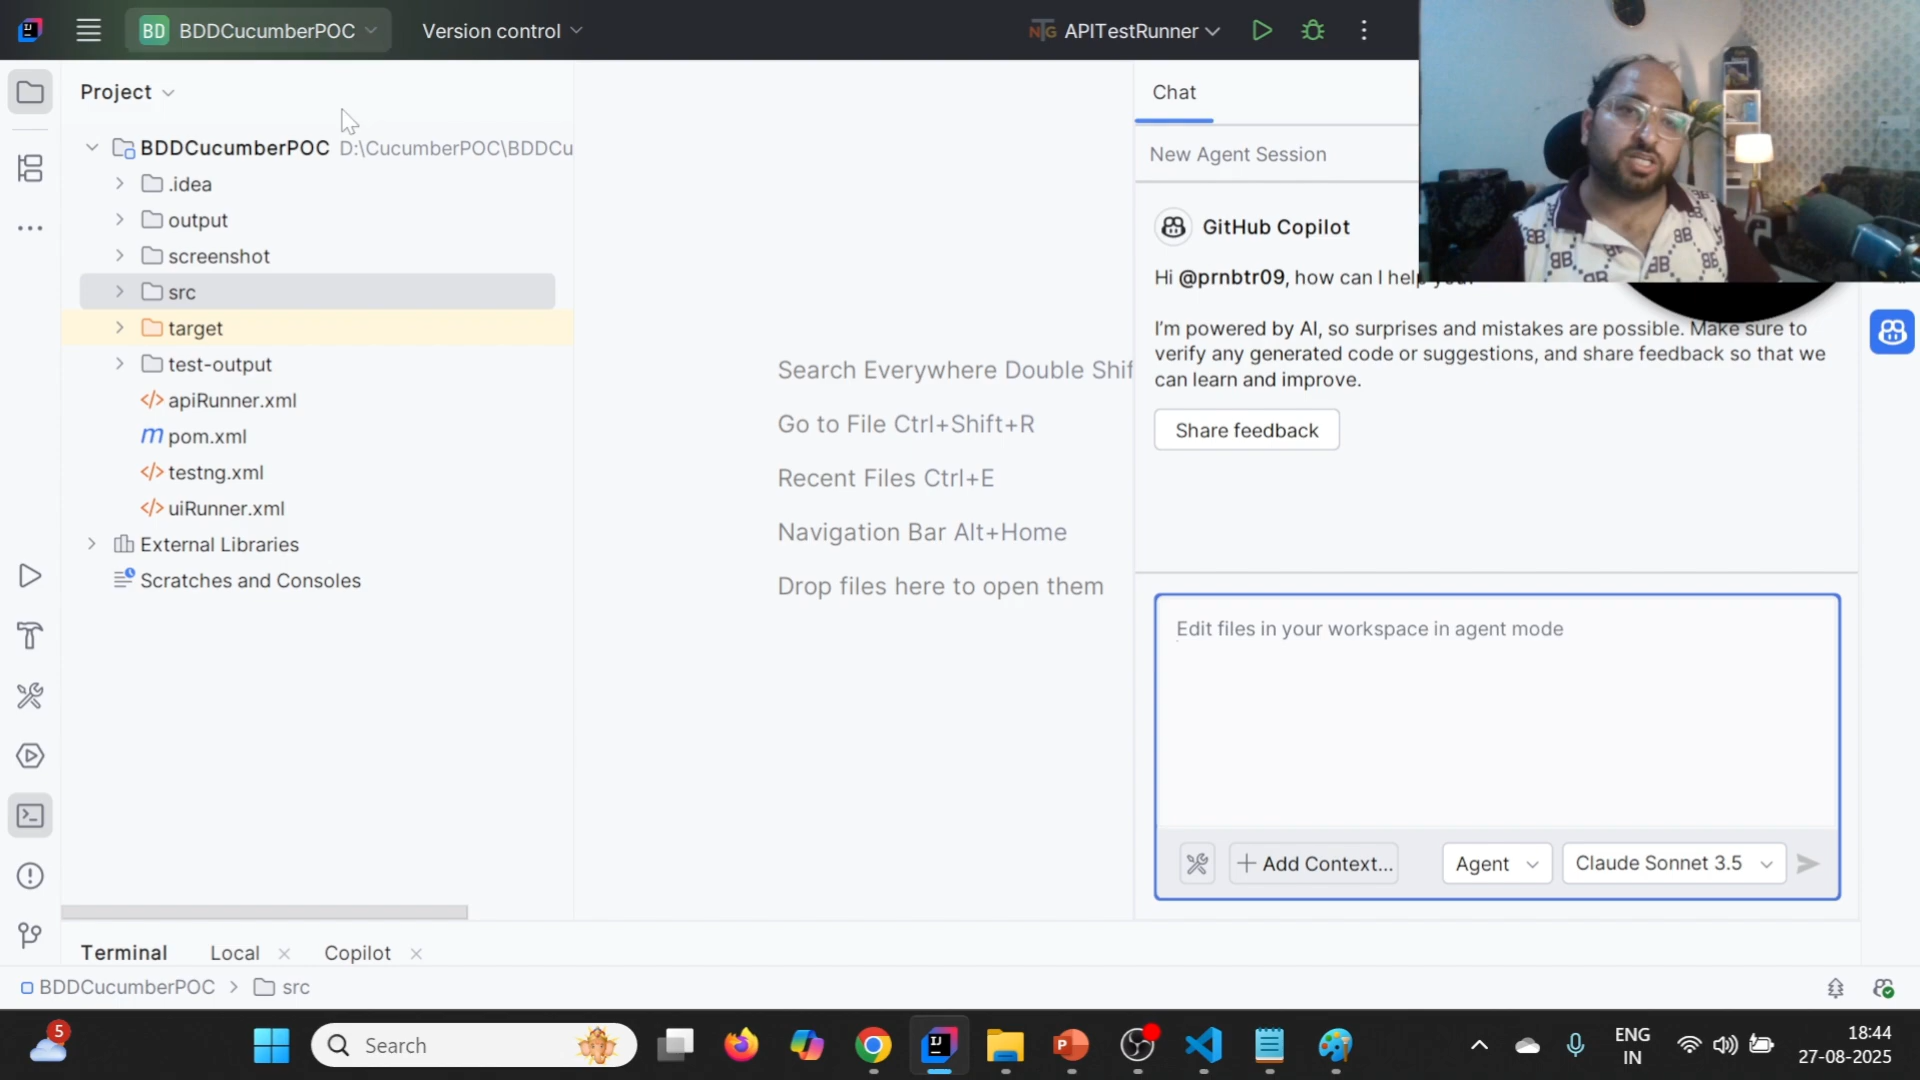 BD BDDCucumberPOC
Version control
APITestRunner
Project
BDDCucumberPOC D:\CucumberPOC\BDDCu
.idea
output
screenshot
src
target
test-output
</> apiRunner.xml
m pom.xml
</> testng.xml
</> uiRunner.xml
External Libraries
Scratches and Consoles
Search Everywhere Double Shif
Go to File Ctrl+Shift+R
Recent Files Ctrl+E
Navigation Bar Alt+Home
Drop files here to open them
Chat
New Agent Session
GitHub Copilot
Hi @prnbtr09, how can I help you?
I'm powered by AI, so surprises and mistakes are possible. Make sure to
verify any generated code or suggestions, and share feedback so that we
can learn and improve.
Share feedback
Edit files in your workspace in agent mode
+ Add Context...
Agent
Claude Sonnet 3.5
Terminal
Local
Copilot
BDDCucumberPOC > src
5
Search
ENG
IN
18:44
27-08-2025